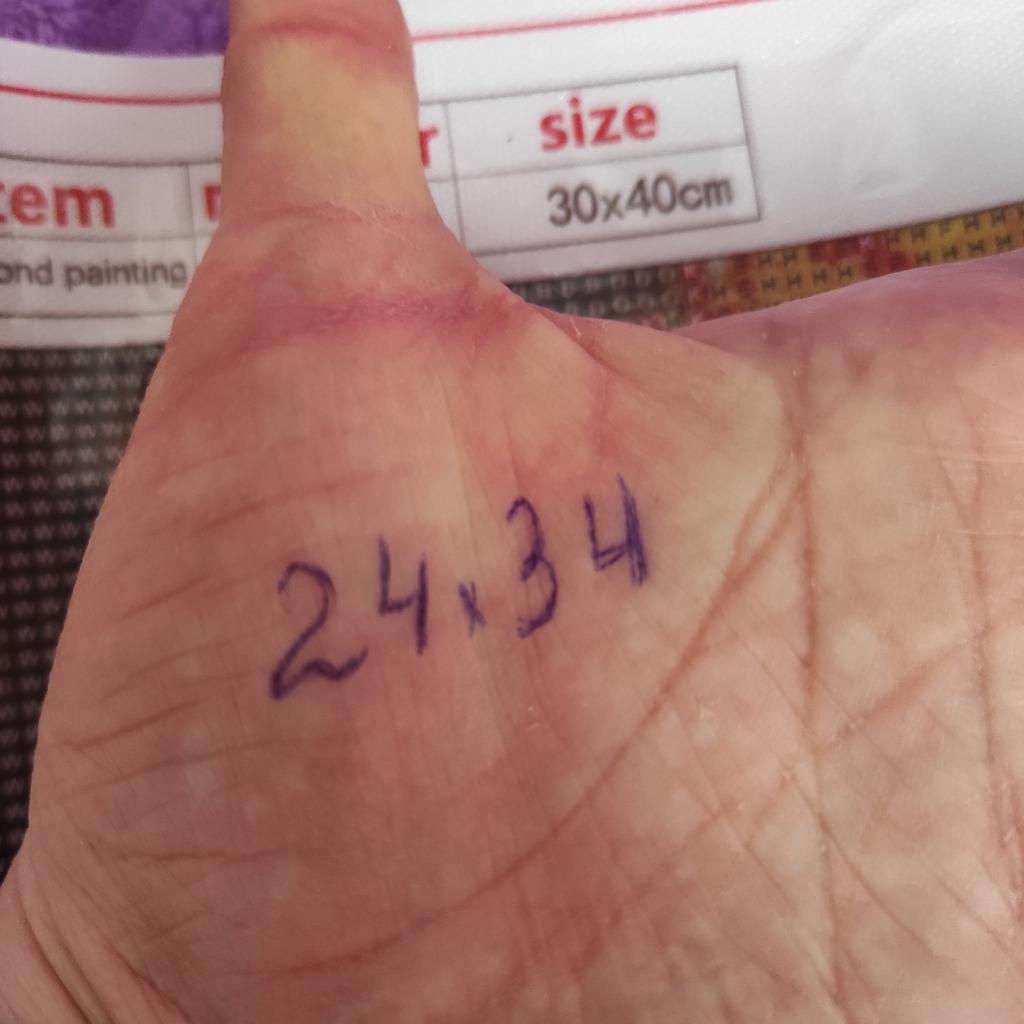 size
tem
30x40cm
ond painting
24x34